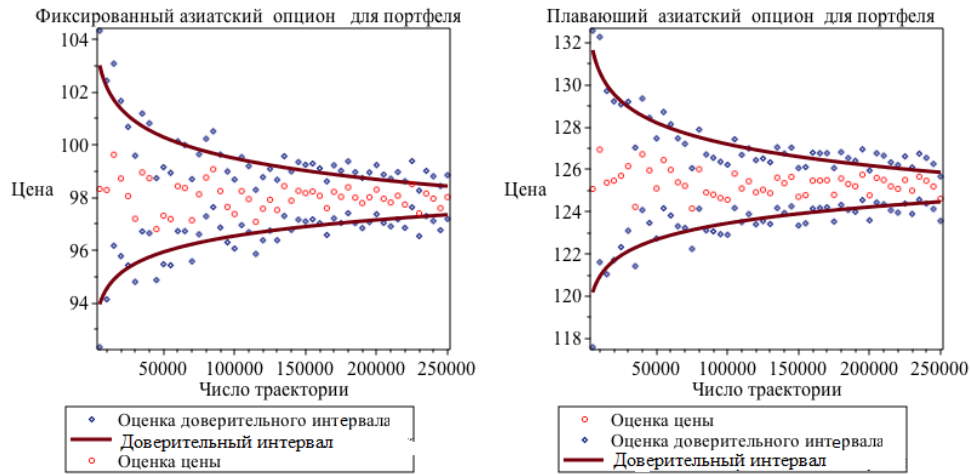 Фиксированный азиатский опцион для портфеля
104
102
100
Цена
98
96
94
50000 100000 150000 200000 250000
Число траектории
Оценка доверительного интервала
Доверительный интервал
Оценка цены
Плаваюший азиатский опцион для портфеля
132
130
128
126
Цена
124
122
120
118
50000 100000 150000 200000 250000
Число траектории
Оценка цены
Оценка доверительного интервала
Доверительный интервал